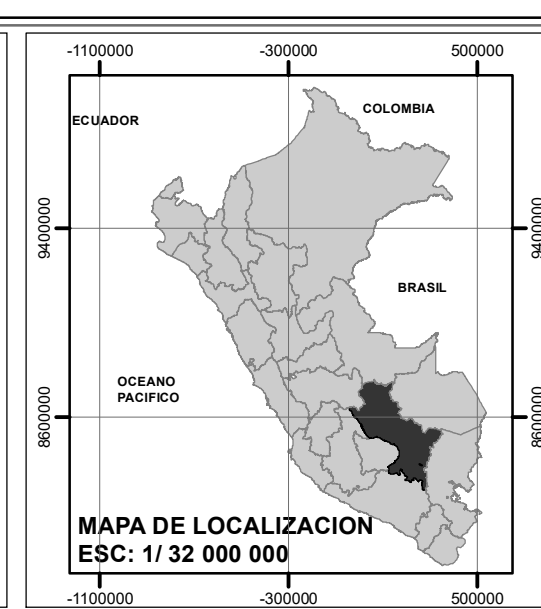 -1100000 -300000 500000
ECUADOR
COLOMBIA
9400000 9400000
BRASIL
OCEANO
PACIFICO
8600000 8600000
MAPA DE LOCALIZACION
ESC: 1/ 32 000 000
-1100000 -300000 500000